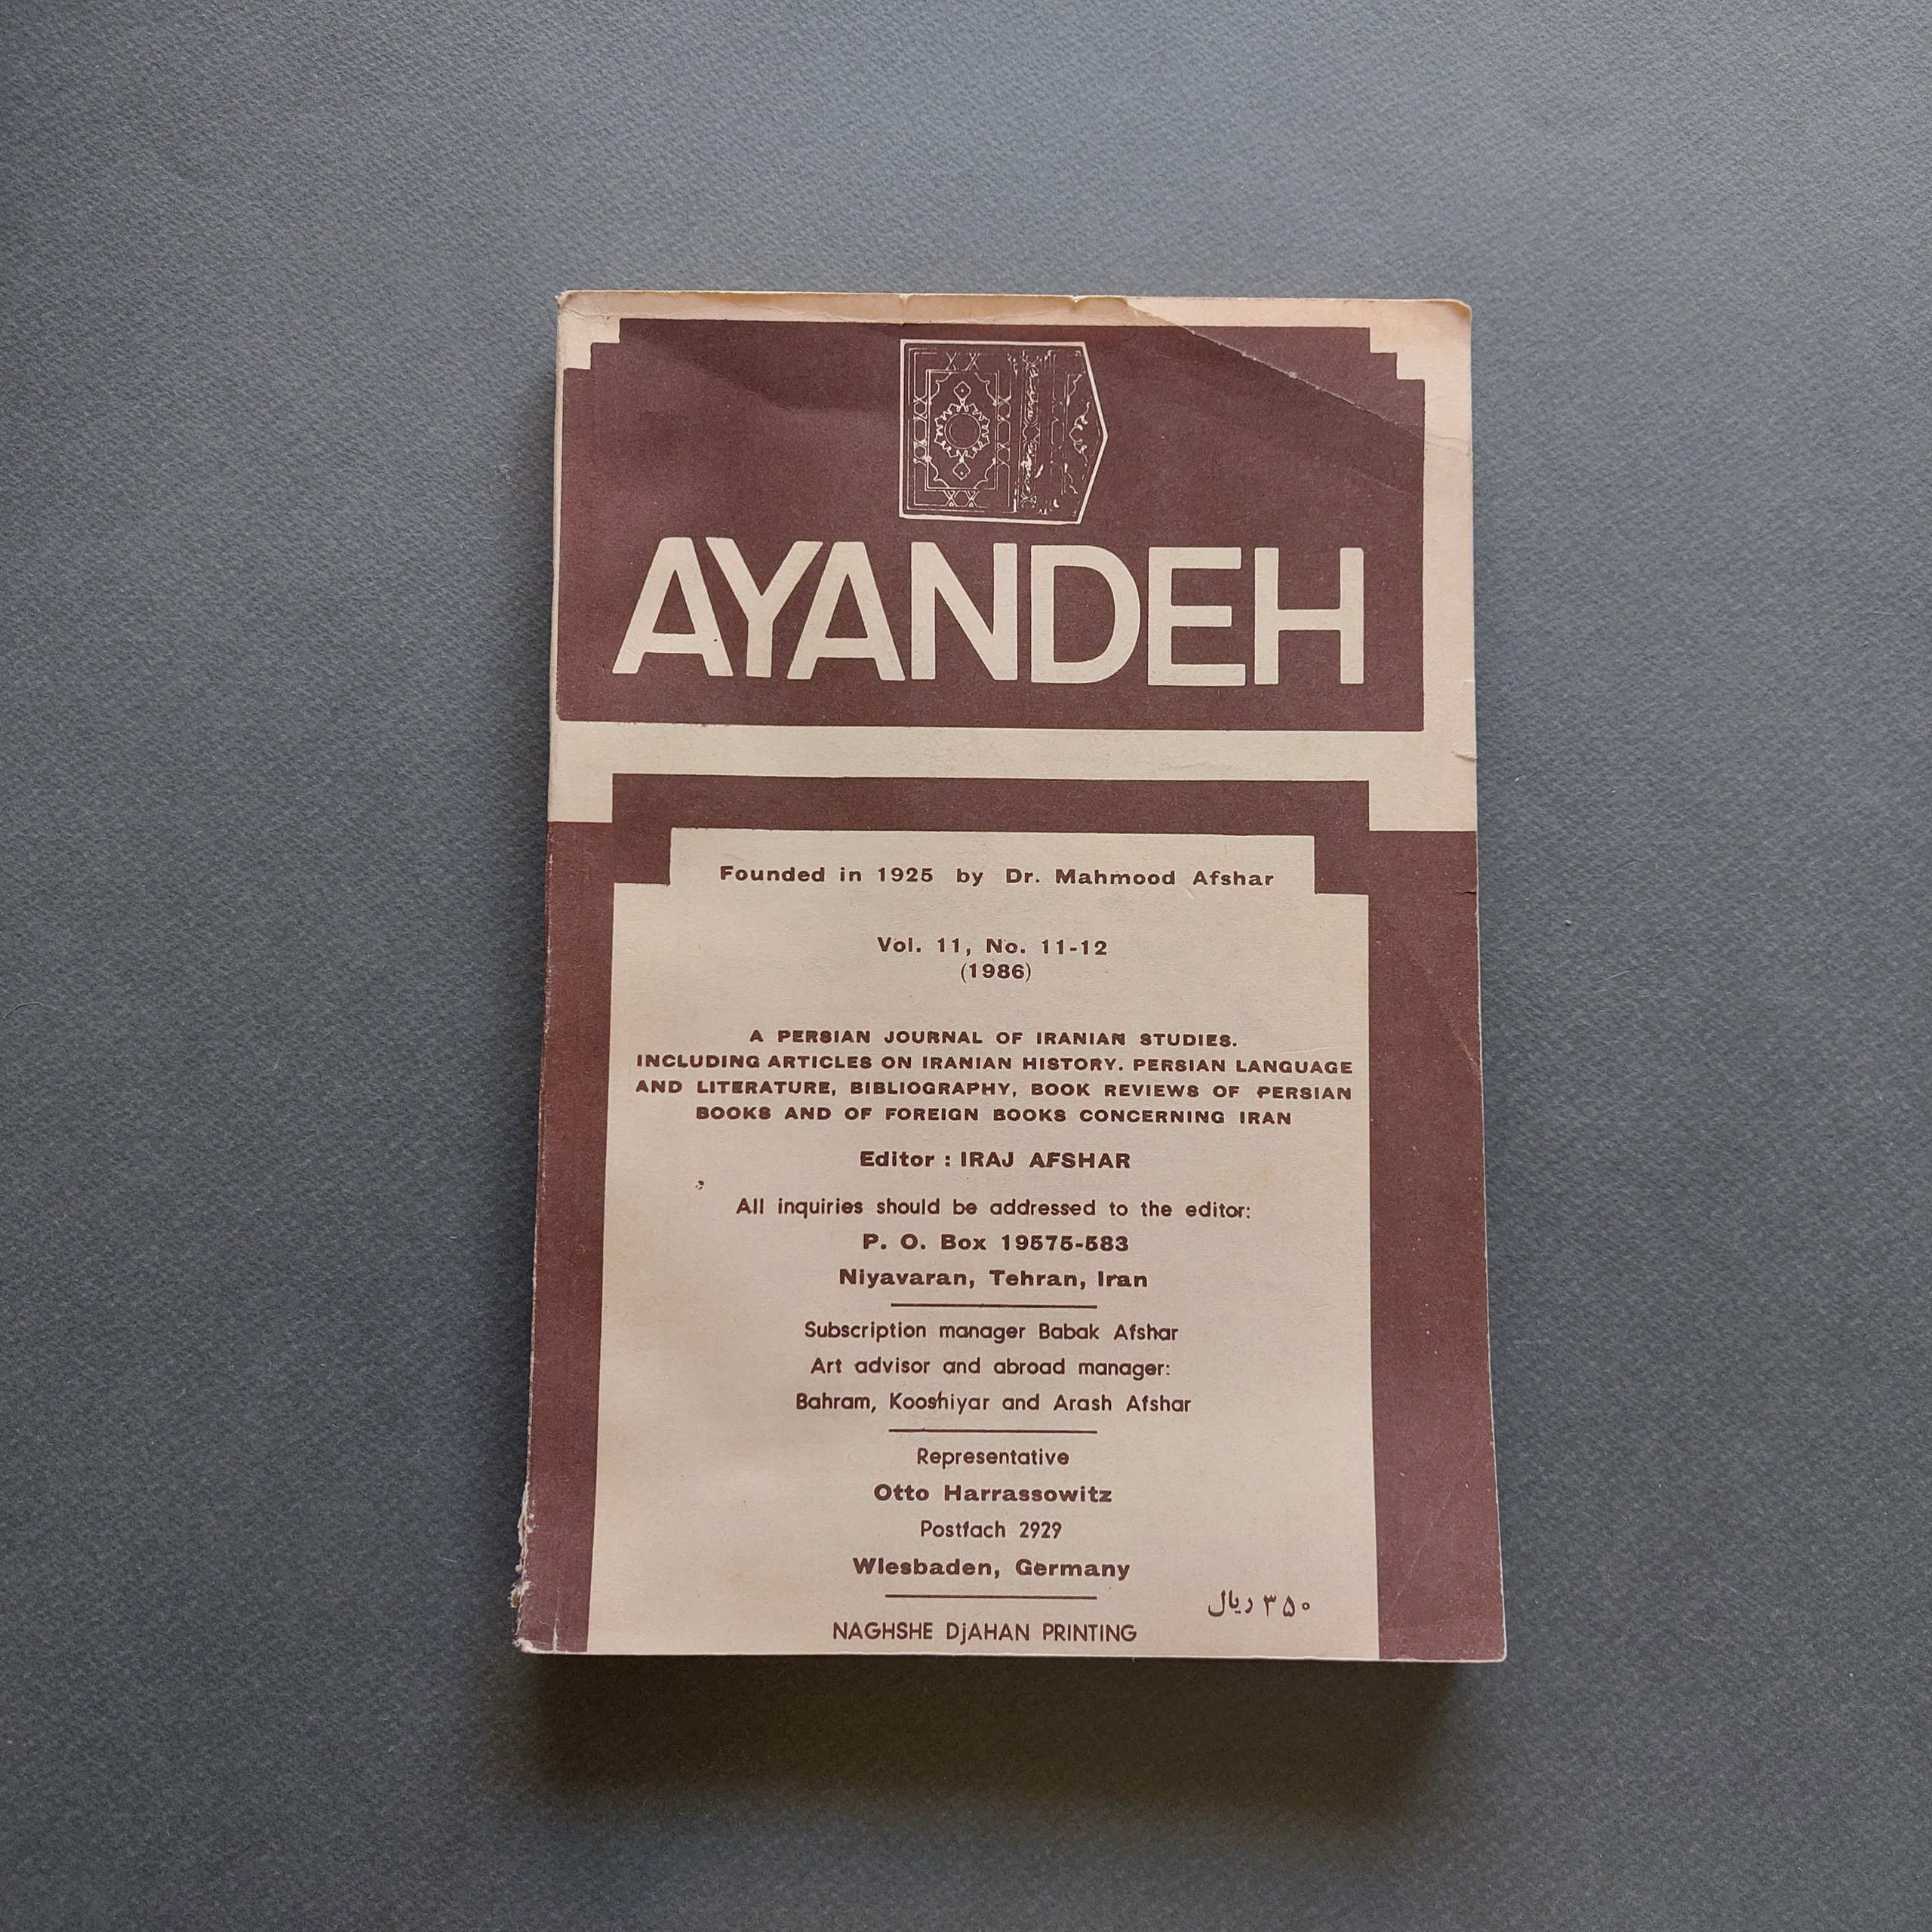 AYANDEH
Founded in 1925 by Dr. Mahmood Afshar
Vol. 11, No. 11-12
(1986)
A PERSIAN JOURNAL OF IRANIAN STUDIES.
INCLUDING ARTICLES ON IRANIAN HISTORY. PERSIAN LANGUAGE
AND LITERATURE, BIBLIOGRAPHY, BOOK REVIEWS OF PERSIAN
BOOKS AND OF FOREIGN BOOKS CONCERNING IRAN
Editor : IRAJ AFSHAR
All inquiries should be addressed to the editor:
P. O. Box 19575-583
Niyavaran, Tehran, Iran
Subscription manager Babak Afshar
Art advisor and abroad manager:
Bahram, Kooshiyar and Arash Afshar
Representative
Otto Harrassowitz
Postfach 2929
Wiesbaden, Germany
۳۵۰ ریال
NAGHSHE DjAHAN PRINTING